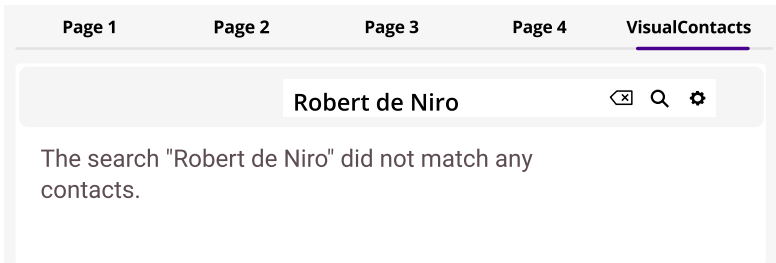 Page 1 Page 2 Page 3 Page 4 VisualContacts
Robert de Niro
The search "Robert de Niro" did not match any
contacts.